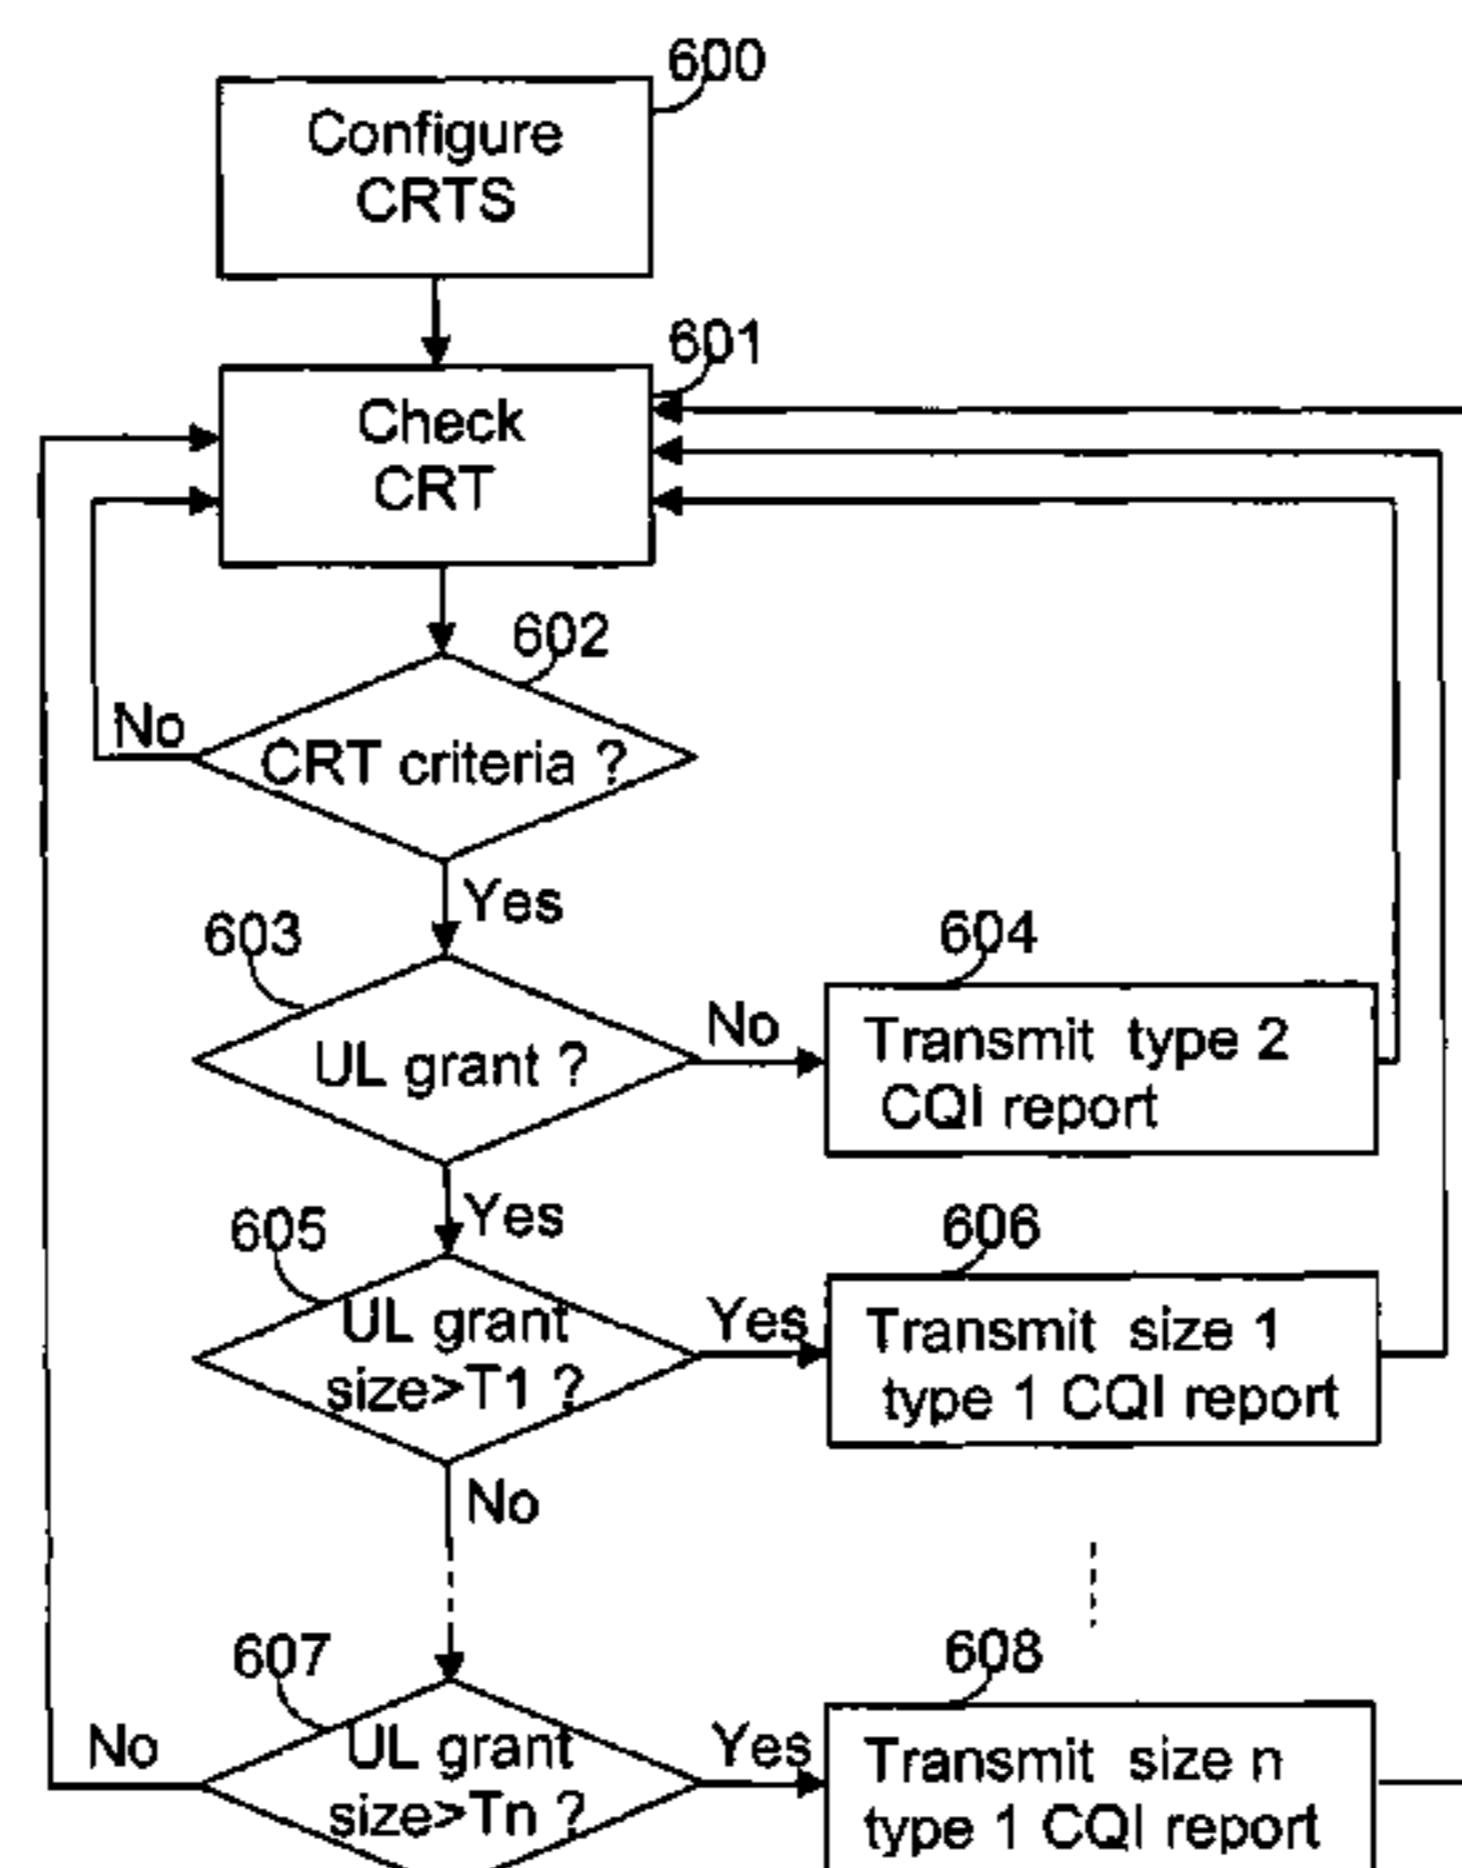 600
Configure
CRTS
601
Check
CRT
602
No
CRT criteria ?
Yes
603
604
UL grant ?
No
Transmit type 2
CQI report
Yes
605
606
UL grant
size>T1 ?
Yes
Transmit size 1
type 1 CQI report
No
607
608
No
UL grant
size>Tn ?
Yes
Transmit size n
type 1 CQI report